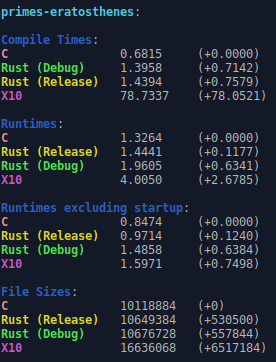 primes-eratosthenes:
Compile Times:
C 0.6815 (+0.0000)
Rust (Debug) 1.3958 (+0.7142)
Rust (Release) 1.4394 (+0.7579)
X10 78.7337 (+78.0521)
Runtimes:
C 1.3264 (+0.0000)
Rust (Release) 1.4441 (+0.1177)
Rust (Debug) 1.9605 (+0.6341)
X10 4.0050 (+2.6785)
Runtimes excluding startup:
C 0.8474 (+0.0000)
Rust (Release) 0.9714 (+0.1240)
Rust (Debug) 1.4858 (+0.6384)
X10 1.5971 (+0.7498)
File Sizes:
C 10118884 (+0)
Rust (Release) 10649384 (+530500)
Rust (Debug) 10676728 (+557844)
X10 16636068 (+6517184)